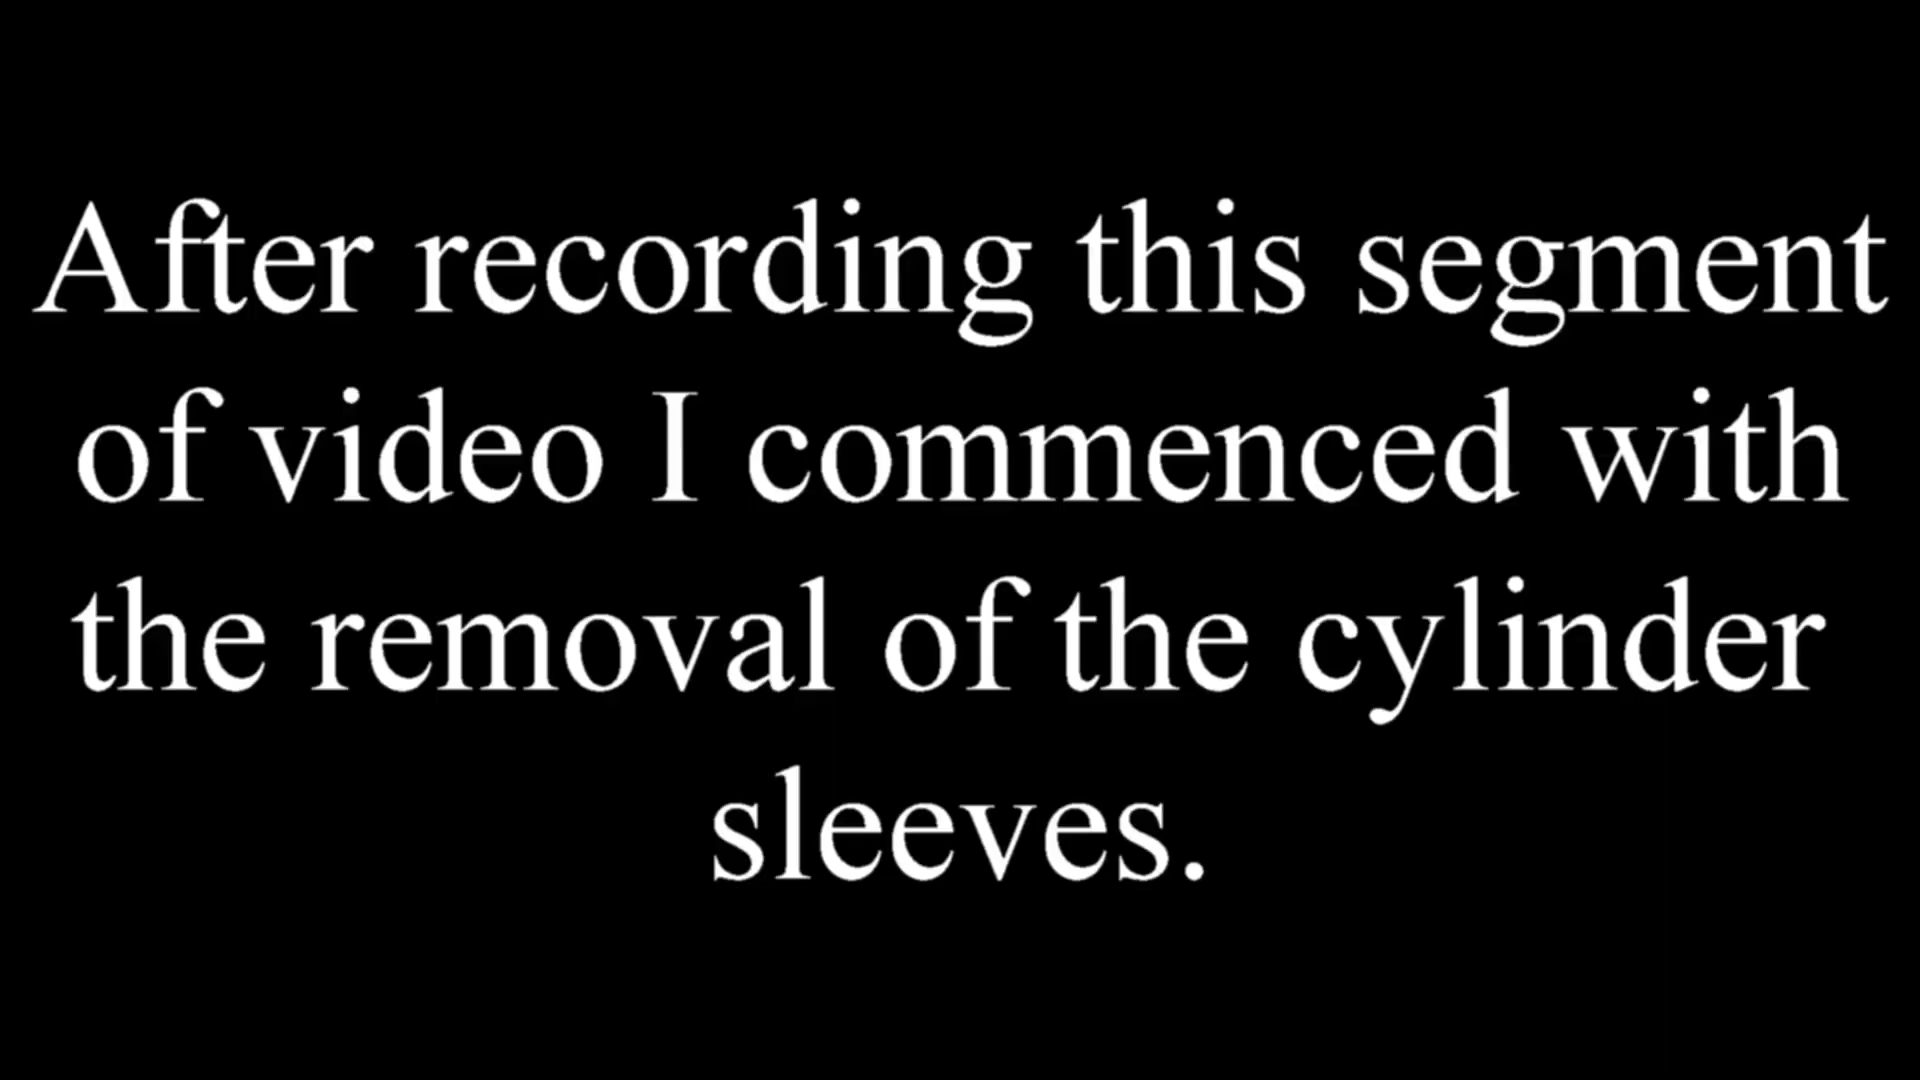 After recording this segment
of video I commenced with
the removal of the cylinder
sleeves.